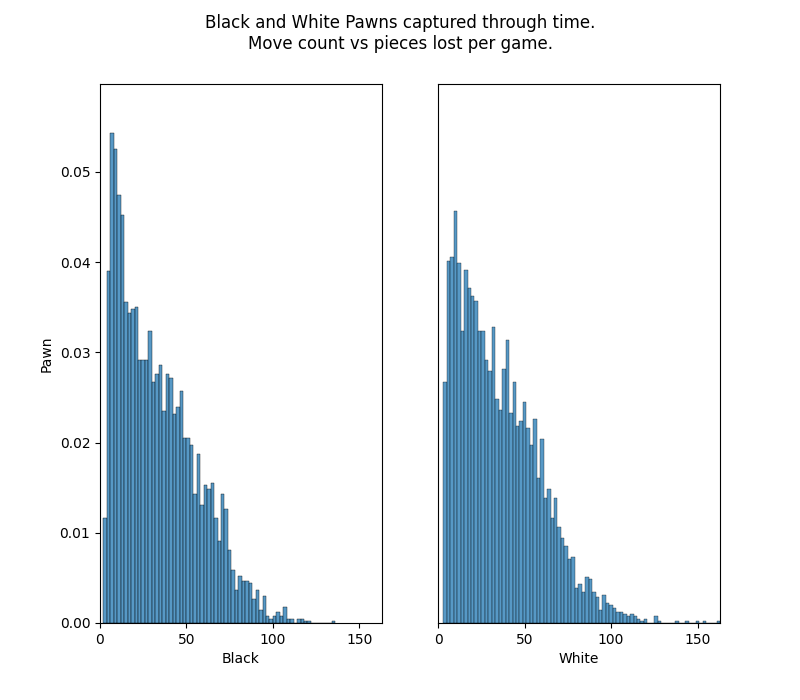 Black and White Pawns captured through time.
Move count vs pieces lost per game.
Pawn
0.05
0.04
0.03
0.02
0.01
0.00
0 50 100 150
0 50 100 150
Black
White